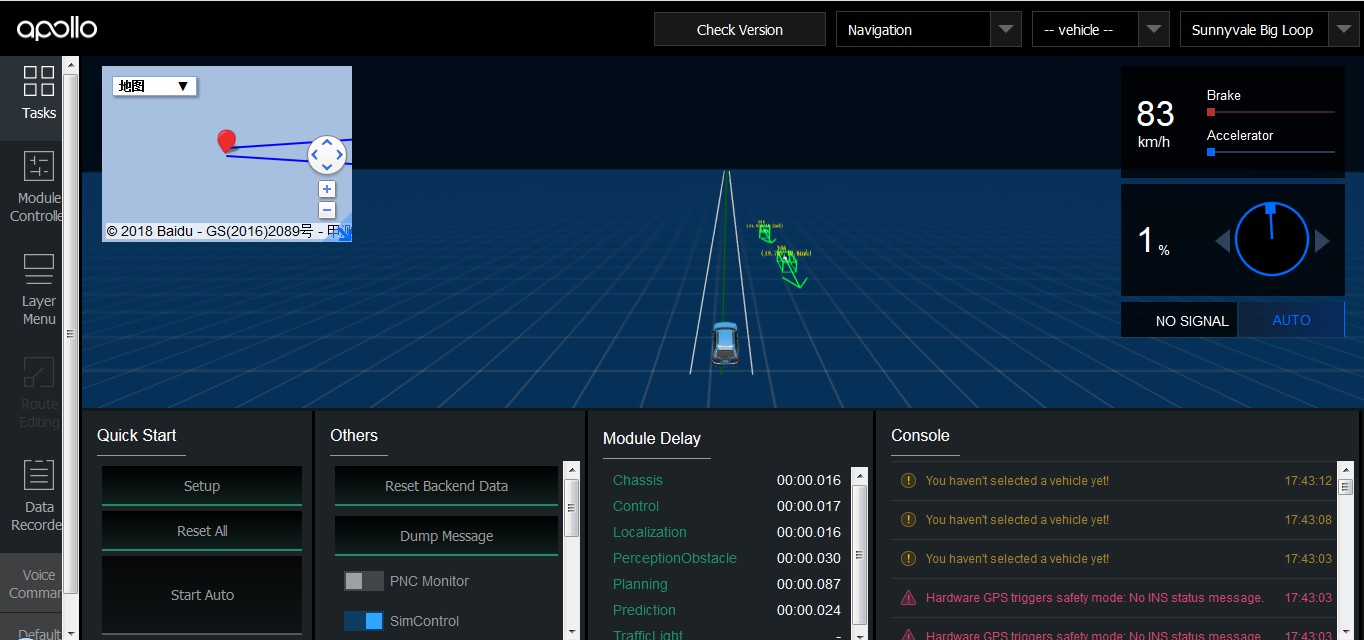 apollo
Check Version
Navigation
-- vehicle --
Sunnyvale Big Loop
Tasks
Module
Controlle
Layer
Menu
Route
Editing
Data
Recorde
Voice
Comman
Default
地图 ▼
+
−
© 2018 Baidu - GS(2016)2089号 - 甲
83
km/h
Brake
Accelerator
1 %
NO SIGNAL
AUTO
Quick Start
Setup
Reset All
Start Auto
Others
Reset Backend Data
Dump Message
PNC Monitor
SimControl
Module Delay
Chassis 00:00.016
Control 00:00.017
Localization 00:00.016
PerceptionObstacle 00:00.030
Planning 00:00.087
Prediction 00:00.024
TrafficLight -
Console
You haven't selected a vehicle yet! 17:43:12
You haven't selected a vehicle yet! 17:43:08
You haven't selected a vehicle yet! 17:43:03
Hardware GPS triggers safety mode: No INS status message. 17:43:03
Hardware GPS triggers safety mode: No INS status message. 17:43:03